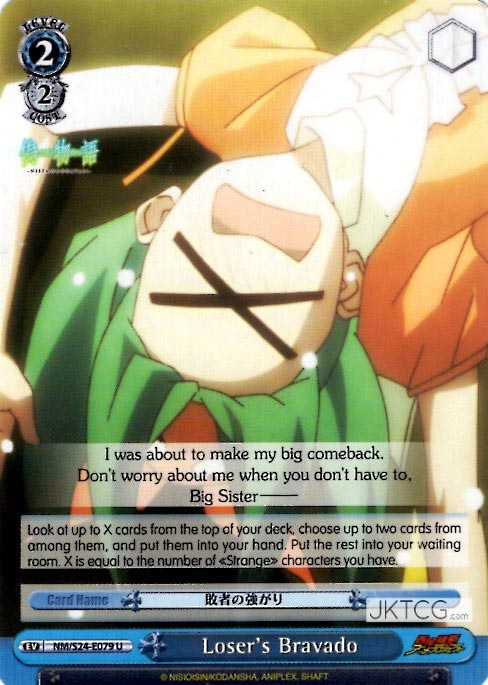 LEVEL
2
2
COST
偽物語
I was about to make my big comeback.
Don't worry about me when you don't have to,
Big Sister——
Look at up to X cards from the top of your deck, choose up to two cards from
among them, and put them into your hand. Put the rest into your waiting
room. X is equal to the number of «Strange» characters you have.
Card Name
敗者の強がり
JKTCG.com
EV
NM/S24-E079 U
Loser's Bravado
© NISIOISIN/KODANSHA, ANIPLEX, SHAFT